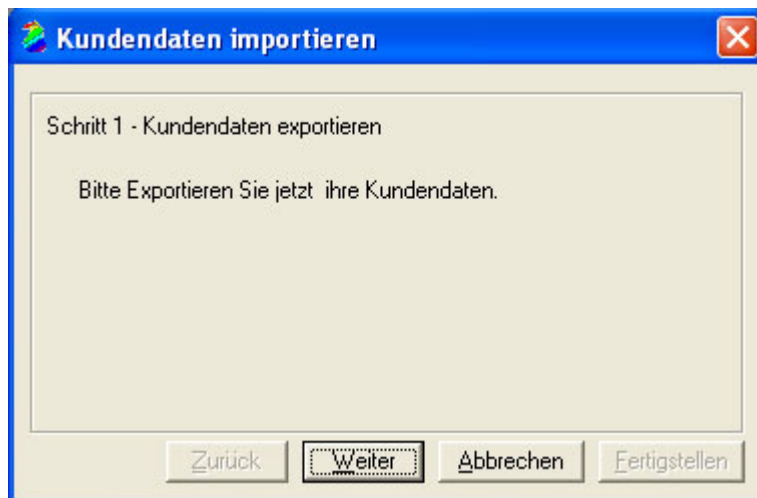 Kundendaten importieren
Schritt 1 - Kundendaten exportieren
Bitte Exportieren Sie jetzt ihre Kundendaten.
Zurück Weiter Abbrechen Fertigstellen